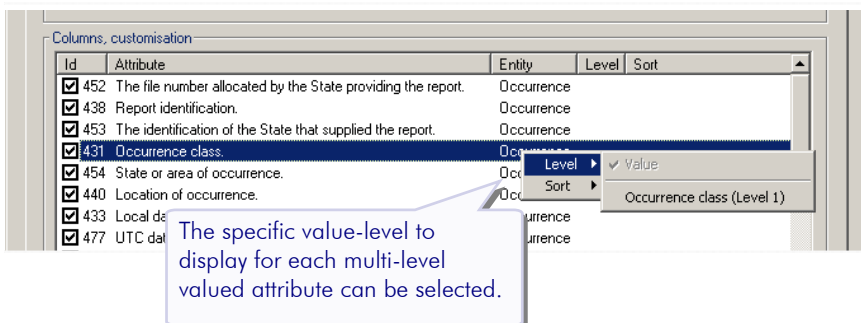 Columns, customisation
Id Attribute Entity Level Sort
452 The file number allocated by the State providing the report. Occurrence
438 Report identification. Occurrence
453 The identification of the State that supplied the report. Occurrence
431 Occurrence class.
Level Value
454 State or area of occurrence.
Sort Occurrence class (Level 1)
440 Location of occurrence.
433 Local
477 UTC
The specific value-level to
display for each multi-level
valued attribute can be selected.